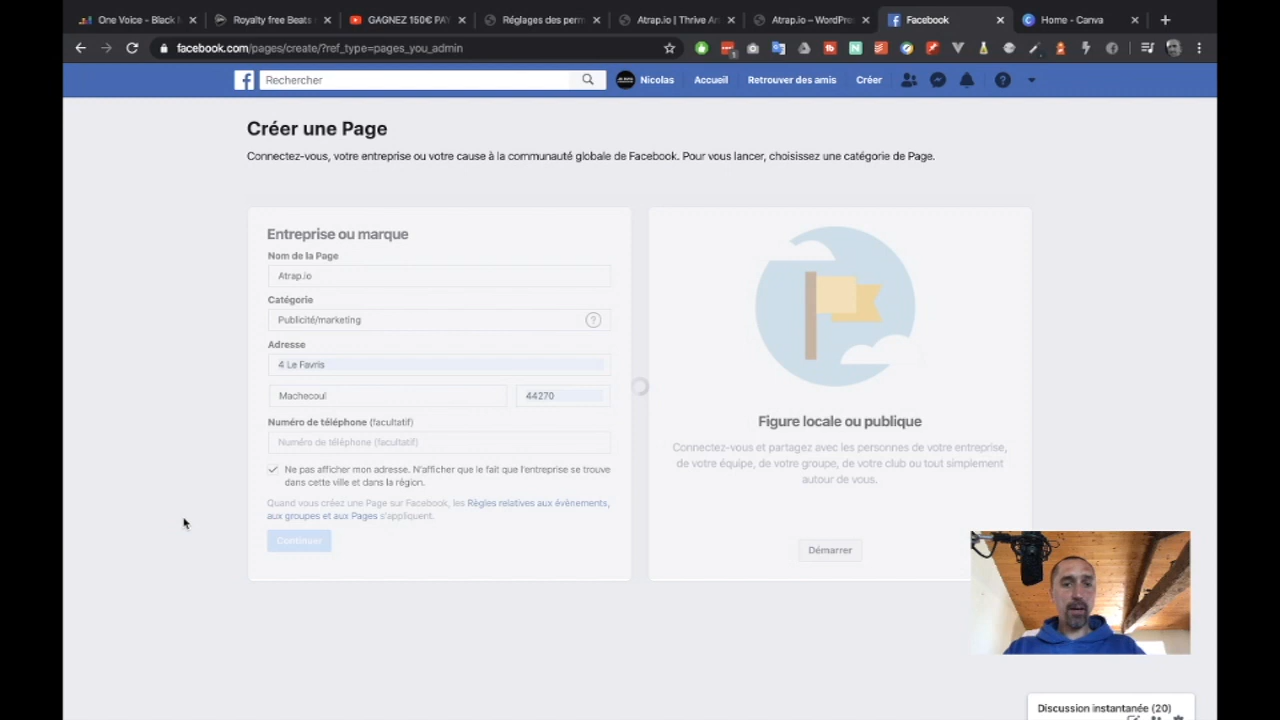 One Voice - Black M
Royalty free Beats
GAGNEZ 150€ PAY
Réglages des perm
Atrap.io | Thrive Ar
Atrap.io – WordPre
Facebook
Home - Canva
facebook.com/pages/create/?ref_type=pages_you_admin
Rechercher
Nicolas
Accueil
Retrouver des amis
Créer
Créer une Page
Connectez-vous, votre entreprise ou votre cause à la communauté globale de Facebook. Pour vous lancer, choisissez une catégorie de Page.
Entreprise ou marque
Nom de la Page
Atrap.io
Catégorie
Publicité/marketing
Adresse
4 Le Favris
Machecoul
44270
Numéro de téléphone (facultatif)
Numéro de téléphone (facultatif)
Ne pas afficher mon adresse. N'afficher que le fait que l'entreprise se trouve
dans cette ville et dans la région.
Quand vous créez une Page sur Facebook, les Règles relatives aux évènements,
aux groupes et aux Pages s'appliquent.
Continuer
Figure locale ou publique
Connectez-vous et partagez avec les personnes de votre entreprise,
de votre équipe, de votre groupe, de votre club ou tout simplement
autour de vous.
Démarrer
Discussion instantanée (20)